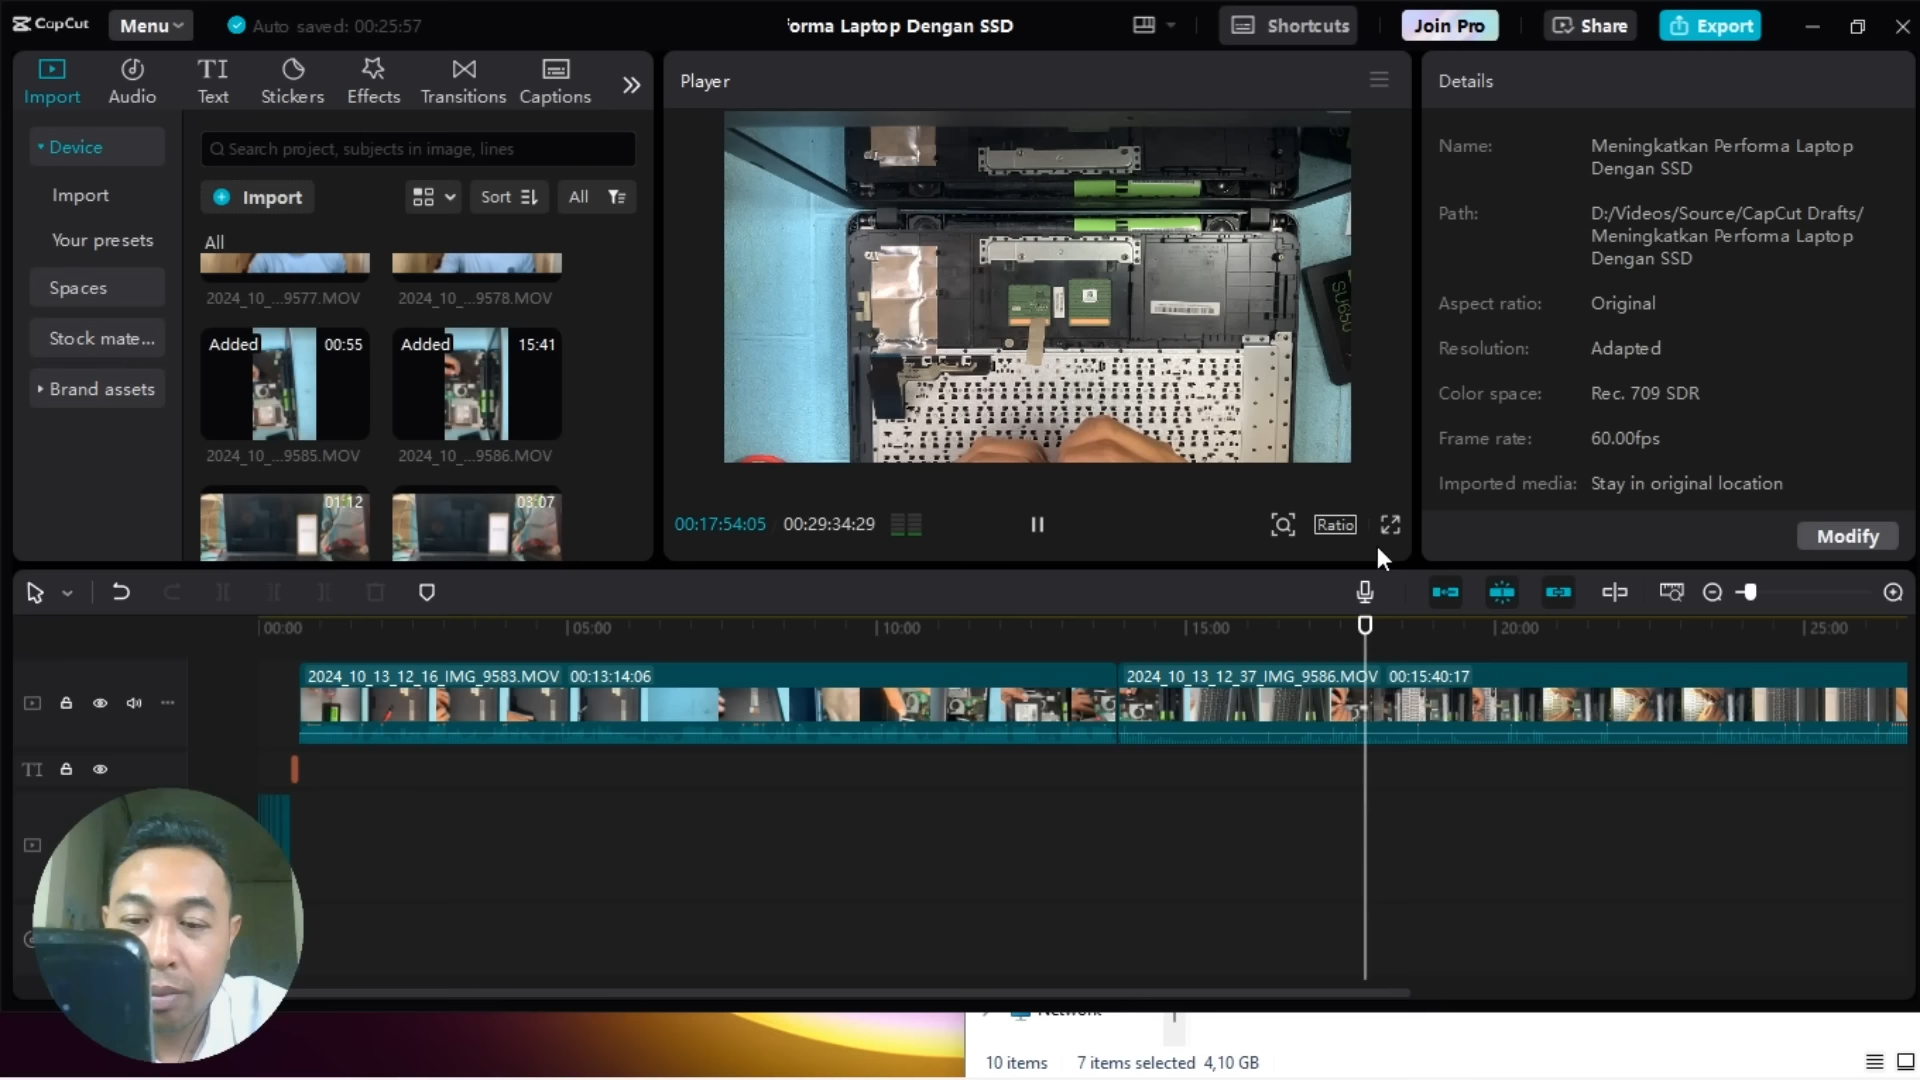 CapCut
Menu
Auto saved: 00:25:57
forma Laptop Dengan SSD
Shortcuts
Join Pro
Share
Export
Import
Audio
TI
Text
Stickers
Effects
Transitions
Captions
Player
Details
Device
Import
Your presets
Spaces
Stock mate...
Brand assets
Search project, subjects in image, lines
Import
Sort
All
All
2024_10_...9577.MOV
2024_10_...9578.MOV
Added
00:55
Added
15:41
2024_10_...9585.MOV
2024_10_...9586.MOV
01:12
03:07
SU650
00:17:54:05
00:29:34:29
Ratio
Name:
Meningkatkan Performa Laptop
Dengan SSD
Path:
D:/Videos/Source/CapCut Drafts/
Meningkatkan Performa Laptop
Dengan SSD
Aspect ratio:
Original
Resolution:
Adapted
Color space:
Rec. 709 SDR
Frame rate:
60.00fps
Imported media:
Stay in original location
Modify
00:00
05:00
10:00
15:00
20:00
25:00
2024_10_13_12_16_IMG_9583.MOV 00:13:14:06
2024_10_13_12_37_IMG_9586.MOV 00:15:40:17
TI
Network
10 items
7 items selected 4,10 GB